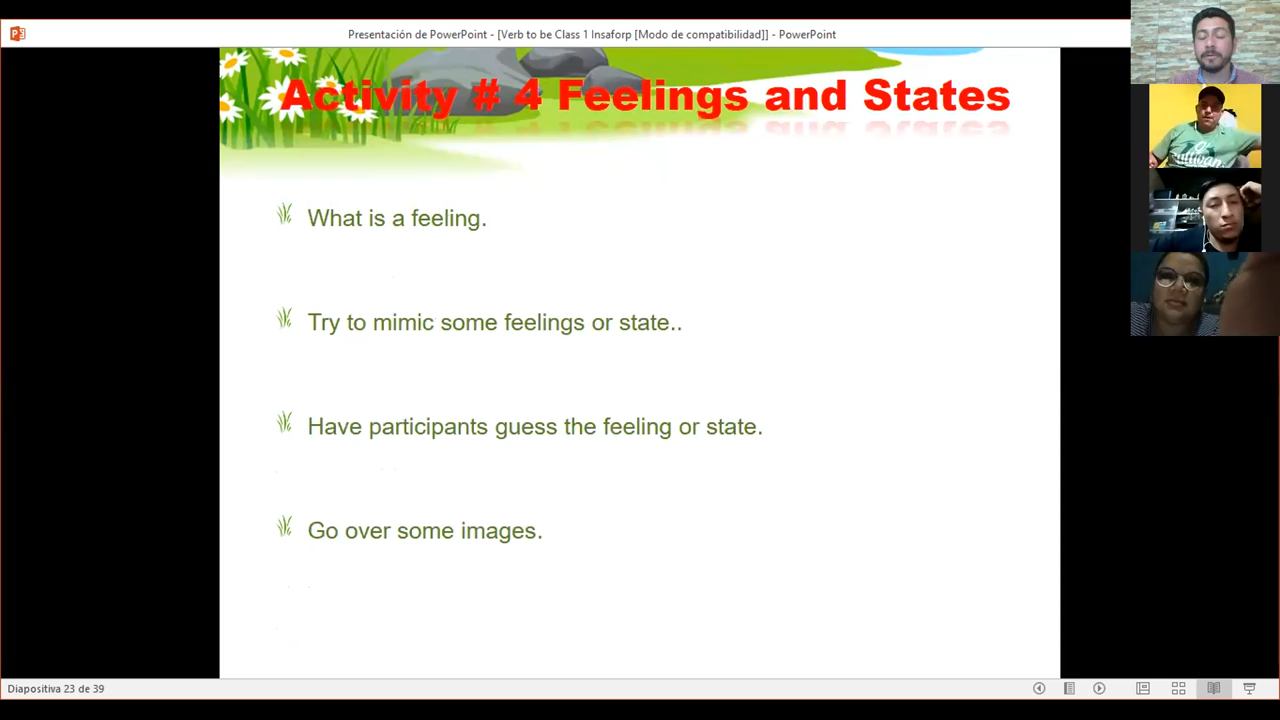 Presentación de PowerPoint - [Verb to be Class 1 Insaforp [Modo de compatibilidad]] - PowerPoint
Activity # 4 Feelings and States
What is a feeling.
Try to mimic some feelings or state..
Have participants guess the feeling or state.
Go over some images.
Diapositiva 23 de 39